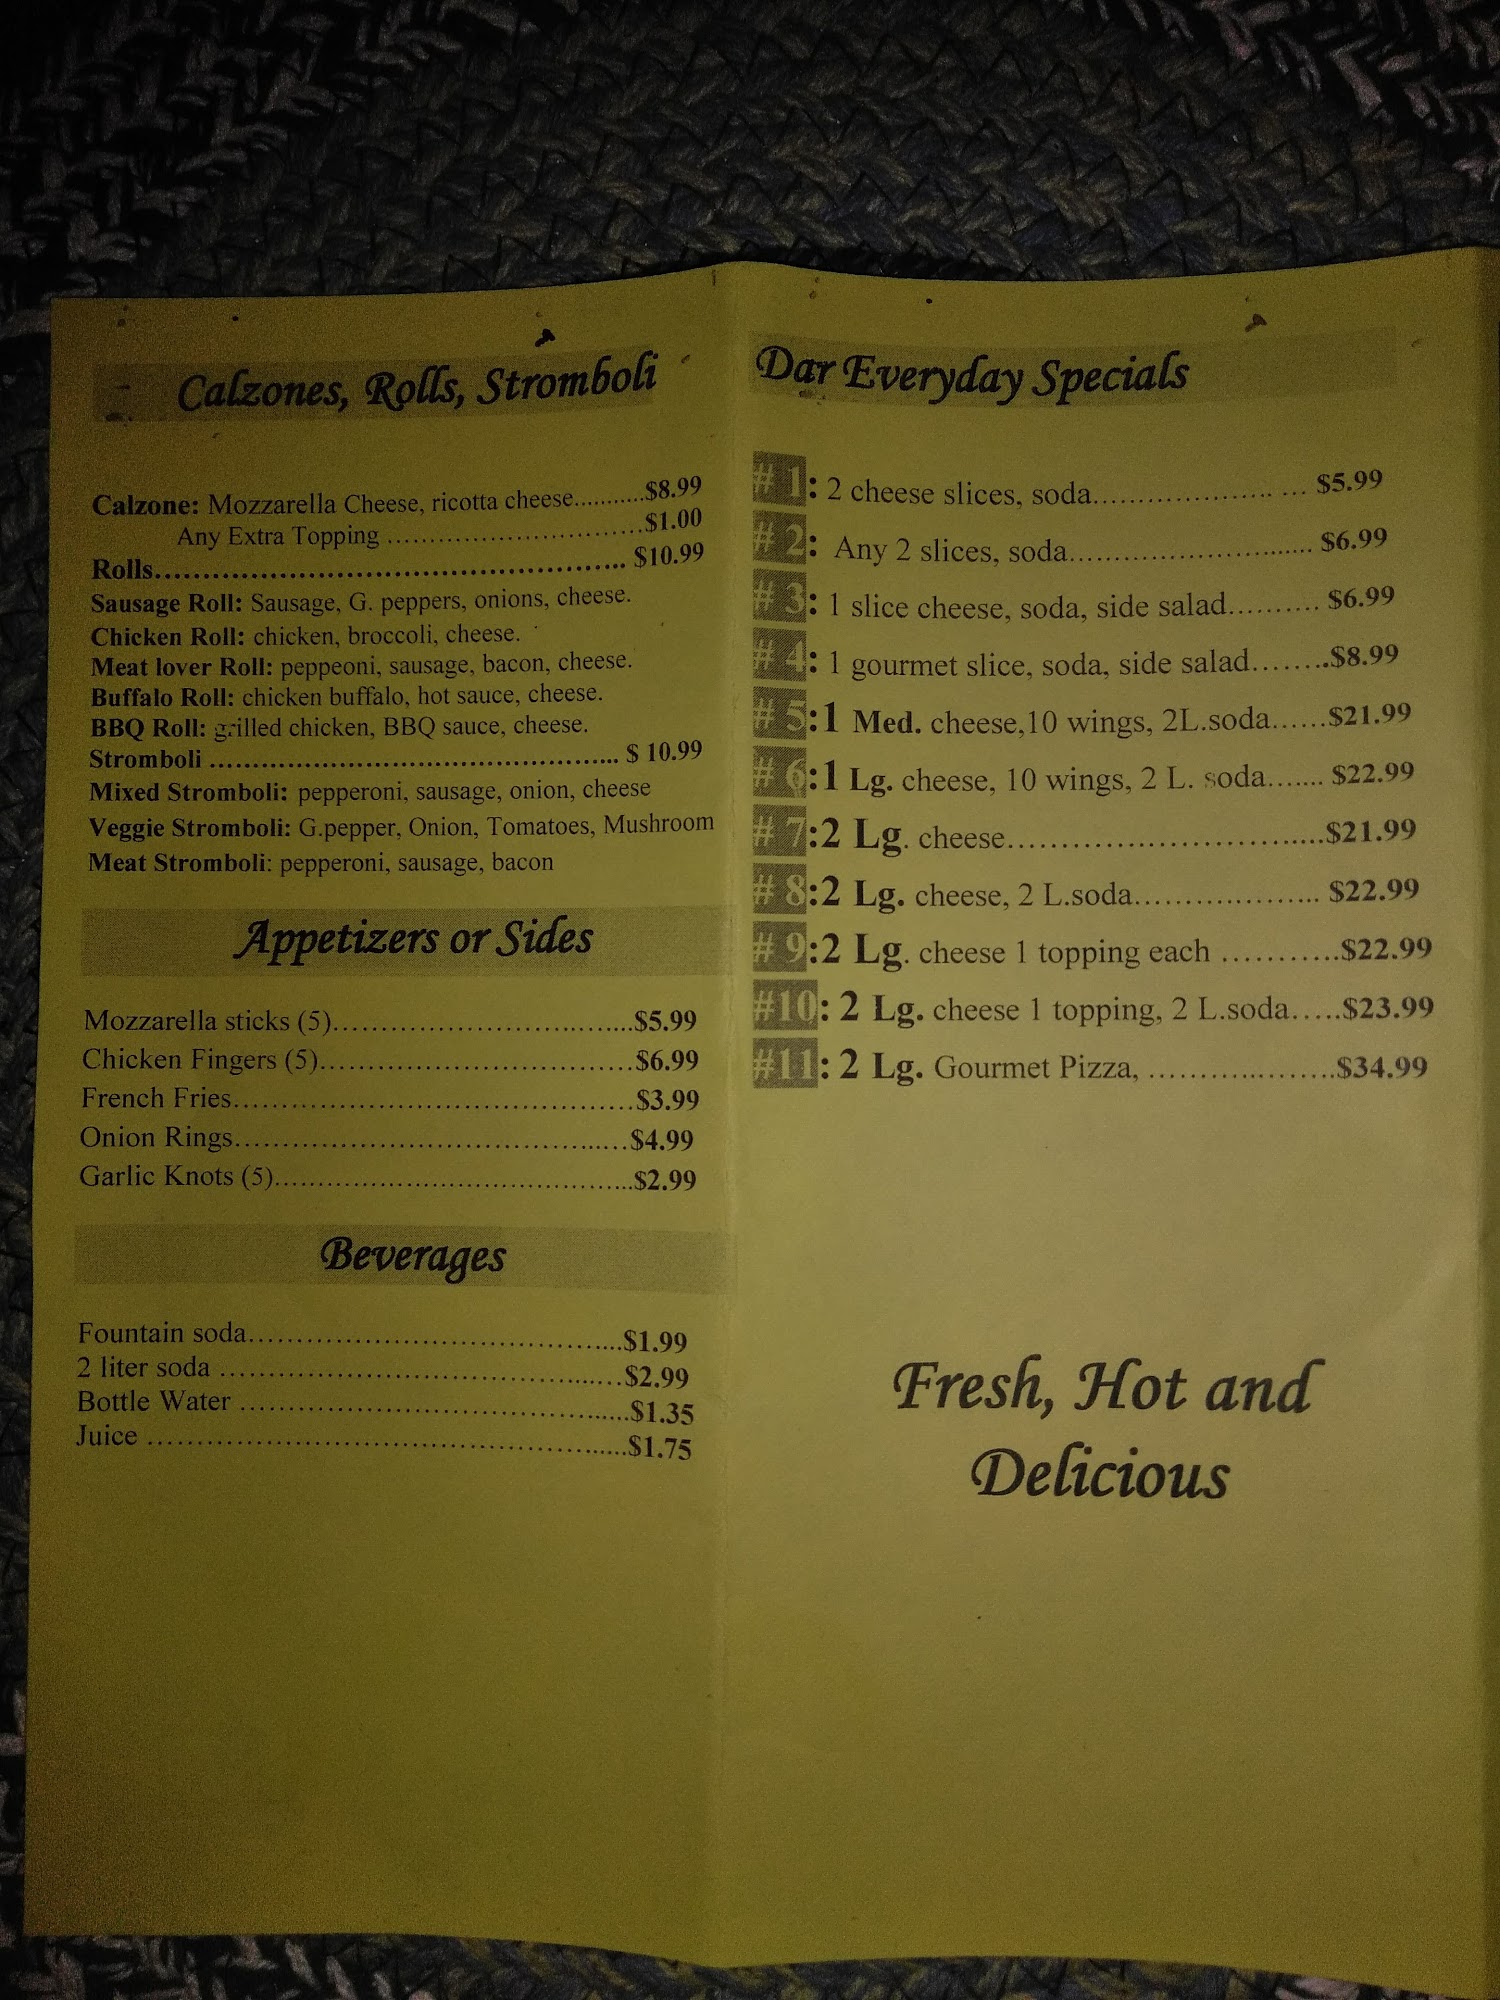 Calzones, Rolls, Stromboli
Calzone: Mozzarella Cheese, ricotta cheese...........$8.99
Any Extra Topping ..............................$1.00
Rolls.................................................... $10.99
Sausage Roll: Sausage, G. peppers, onions, cheese.
Chicken Roll: chicken, broccoli, cheese.
Meat lover Roll: peppeoni, sausage, bacon, cheese.
Buffalo Roll: chicken buffalo, hot sauce, cheese.
BBQ Roll: grilled chicken, BBQ sauce, cheese.
Stromboli .............................................. $ 10.99
Mixed Stromboli: pepperoni, sausage, onion, cheese
Veggie Stromboli: G.pepper, Onion, Tomatoes, Mushroom
Meat Stromboli: pepperoni, sausage, bacon
Appetizers or Sides
Mozzarella sticks (5)..................................$5.99
Chicken Fingers (5)...................................$6.99
French Fries.............................................$3.99
Onion Rings............................................$4.99
Garlic Knots (5)........................................$2.99
Beverages
Fountain soda..........................................$1.99
2 liter soda .............................................$2.99
Bottle Water ...........................................$1.35
Juice .....................................................$1.75
Dar Everyday Specials
#1: 2 cheese slices, soda...................... ... $5.99
#2: Any 2 slices, soda............................. $6.99
#3: 1 slice cheese, soda, side salad.......... $6.99
#4: 1 gourmet slice, soda, side salad........$8.99
#5:1 Med. cheese,10 wings, 2L.soda......$21.99
#6:1 Lg. cheese, 10 wings, 2 L. soda....... $22.99
#7:2 Lg. cheese...................................$21.99
#8:2 Lg. cheese, 2 L.soda.................... $22.99
#9:2 Lg. cheese 1 topping each ............$22.99
#10: 2 Lg. cheese 1 topping, 2 L.soda.....$23.99
#11: 2 Lg. Gourmet Pizza, ....................$34.99
Fresh, Hot and
Delicious